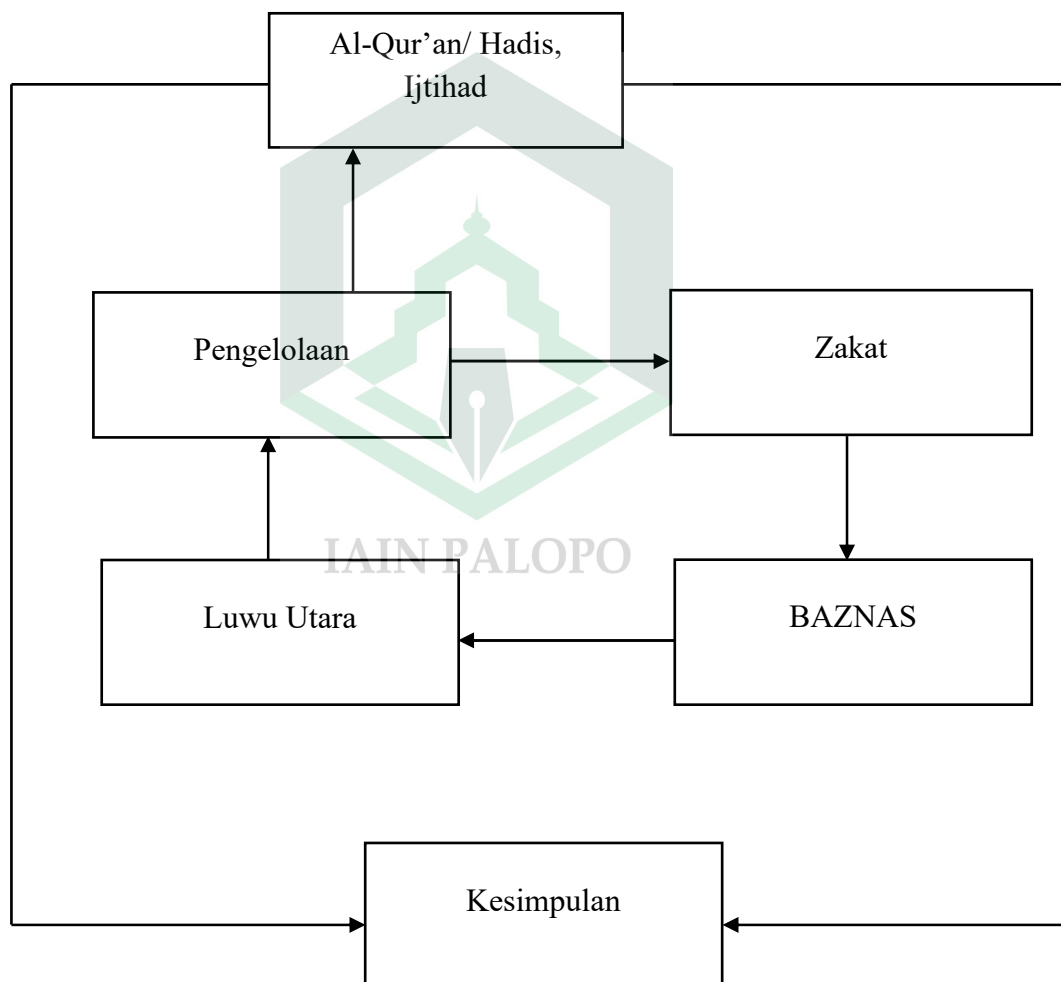 Al-Qur’an/ Hadis,
Ijtihad
Pengelolaan
Zakat
IAIN PALOPO
Luwu Utara
BAZNAS
Kesimpulan